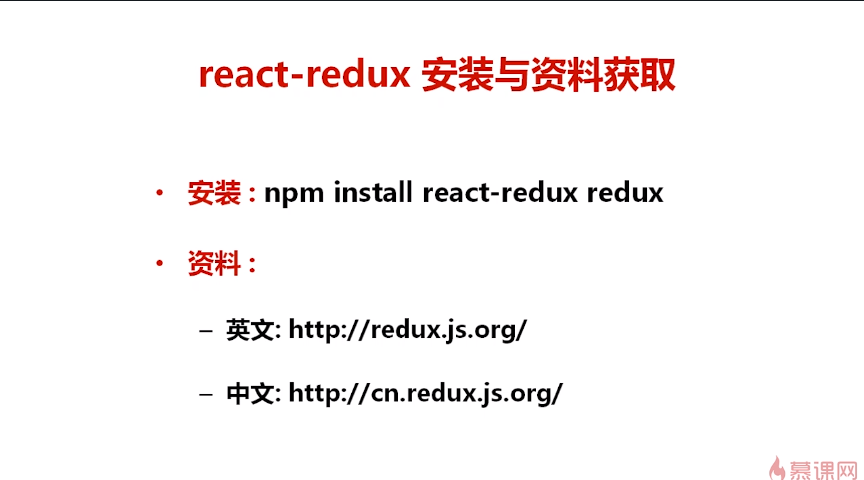 react-redux 安装与资料获取
• 安装 : npm install react-redux redux
• 资料 :
– 英文: http://redux.js.org/
– 中文: http://cn.redux.js.org/
慕课网